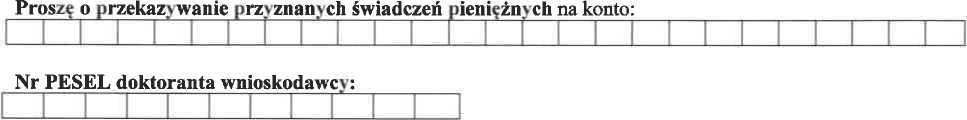 Proszę o przekazywanie przyznanych świadczeń pieniężnych na konto:
Nr PESEL doktoranta wnioskodawcy: